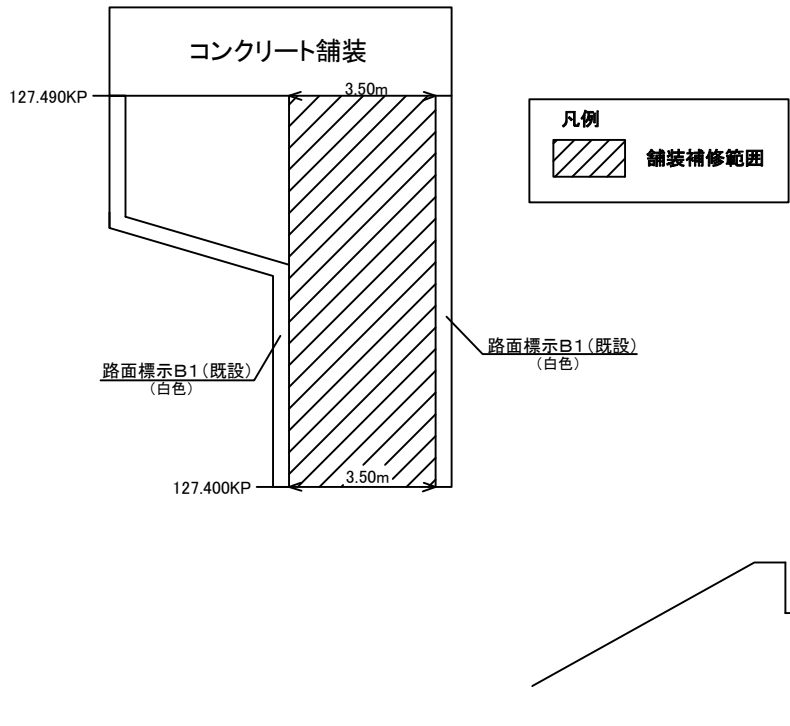 コンクリート舗装
127.490KP
3.50m
凡例
舗装補修範囲
路面標示B1(既設)
(白色)
路面標示B1(既設)
(白色)
3.50m
127.400KP